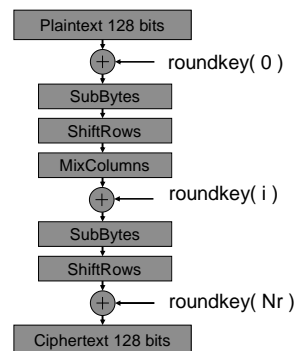 Plaintext 128 bits
+
roundkey( 0 )
SubBytes
ShiftRows
MixColumns
+
roundkey( i )
SubBytes
ShiftRows
+
roundkey( Nr )
Ciphertext 128 bits